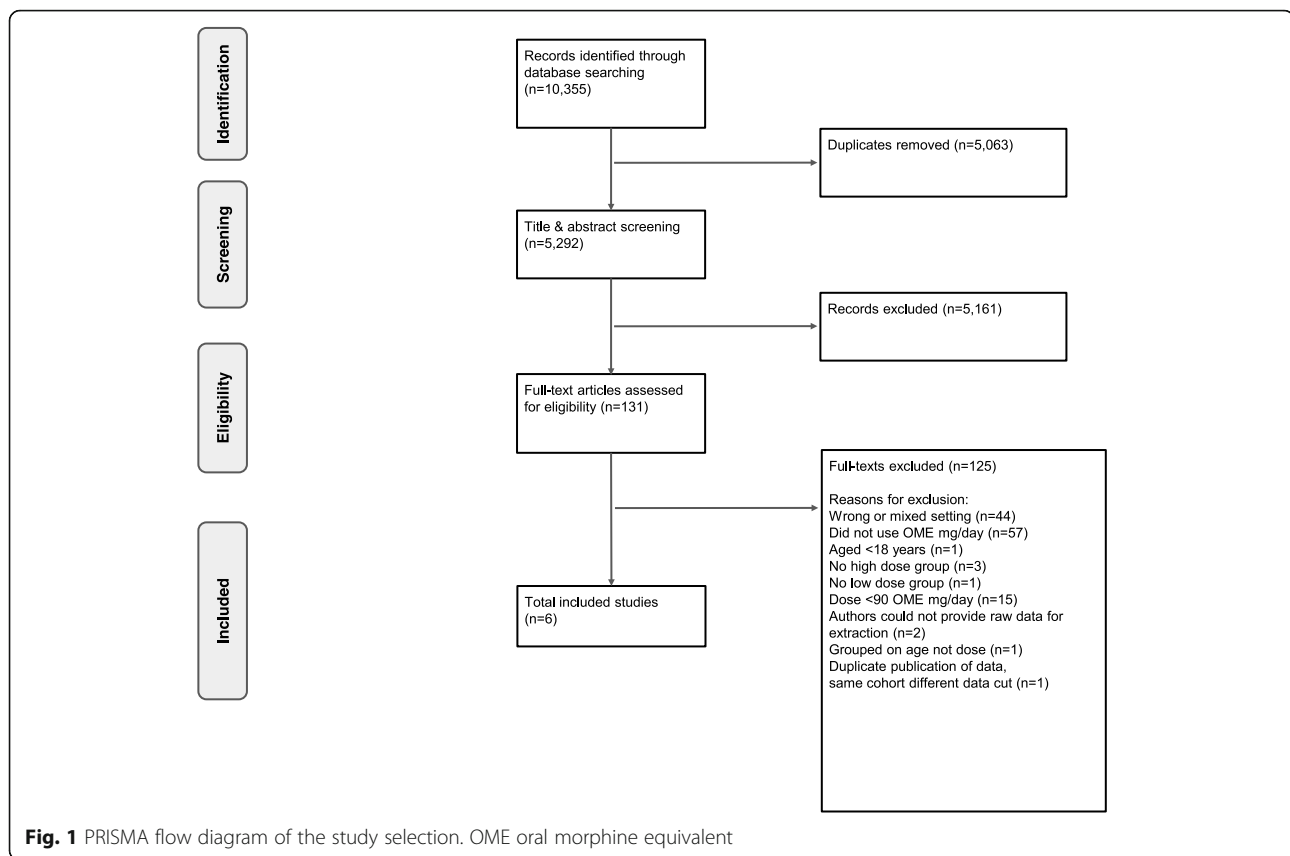 Identification
Records identified through
database searching
(n=10,355)
Duplicates removed (n=5,063)
Screening
Title & abstract screening
(n=5,292)
Records excluded (n=5,161)
Eligibility
Full-text articles assessed
for eligibility (n=131)
Full-texts excluded (n=125)
Reasons for exclusion:
Wrong or mixed setting (n=44)
Did not use OME mg/day (n=57)
Aged <18 years (n=1)
No high dose group (n=3)
No low dose group (n=1)
Dose <90 OME mg/day (n=15)
Authors could not provide raw data for
extraction (n=2)
Grouped on age not dose (n=1)
Duplicate publication of data,
same cohort different data cut (n=1)
Included
Total included studies
(n=6)
Fig. 1 PRISMA flow diagram of the study selection. OME oral morphine equivalent